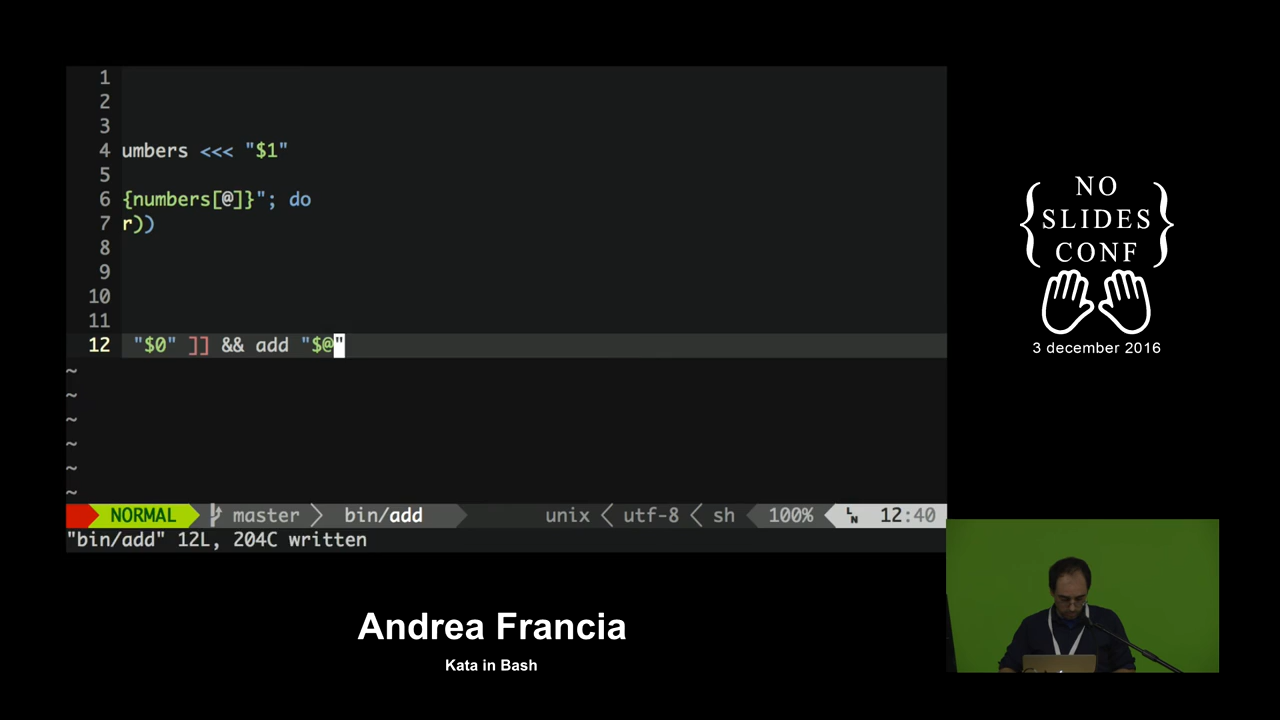 1
2
3
4 umbers <<< "$1"
5
6 {numbers[@]}"; do
7 r))
8
9
10
11
12 "$0" ]] && add "$@"
~
~
~
~
~
~
NORMAL master bin/add unix utf-8 sh 100% LN 12:40
"bin/add" 12L, 204C written
NO
SLIDES
CONF
3 december 2016
Andrea Francia
Kata in Bash